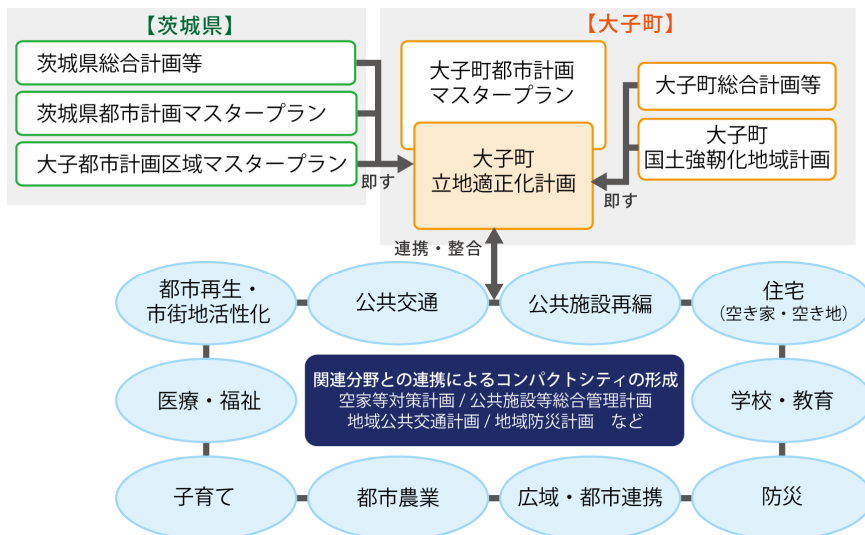 【茨城県】
茨城県総合計画等
茨城県都市計画マスタープラン
大子都市計画区域マスタープラン
即す
【大子町】
大子町都市計画
マスタープラン
大子町
立地適正化計画
大子町総合計画等
大子町
国土強靭化地域計画
即す
連携・整合
都市再生・
市街地活性化
公共交通
公共施設再編
住宅
（空き家・空き地）
医療・福祉
関連分野との連携によるコンパクトシティの形成
空家等対策計画 / 公共施設等総合管理計画
地域公共交通計画 / 地域防災計画　など
学校・教育
子育て
都市農業
広域・都市連携
防災